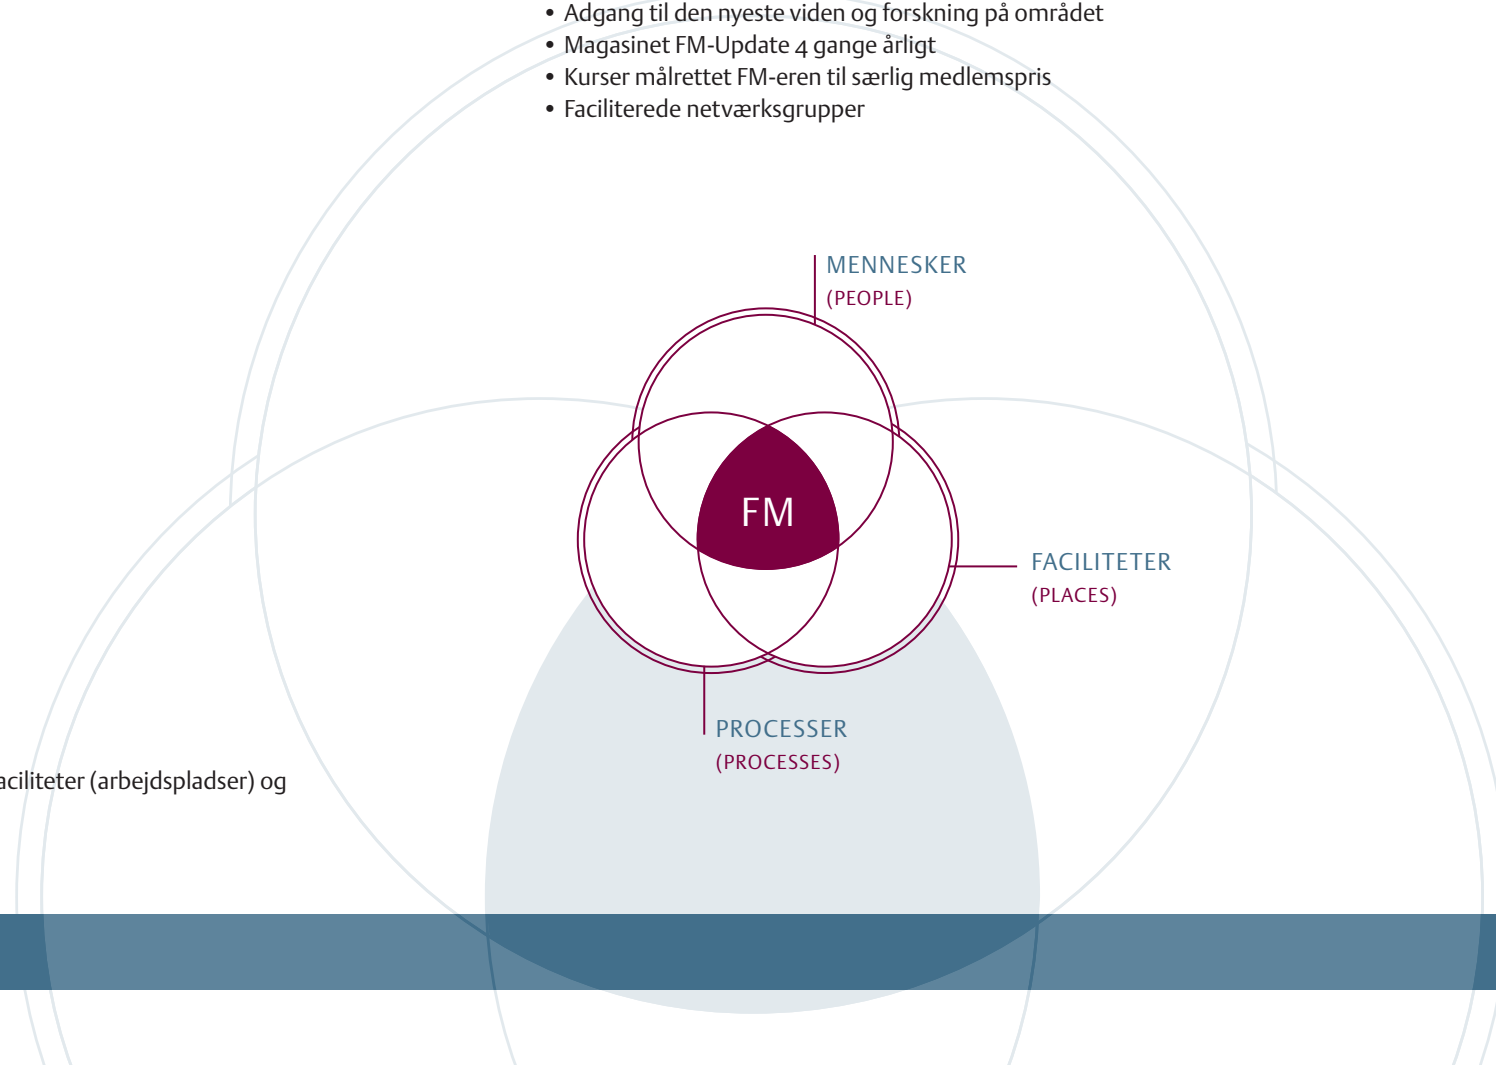 • Adgang til den nyeste viden og forskning på området
• Magasinet FM-Update 4 gange årligt
• Kurser målrettet FM-eren til særlig medlemspris
• Faciliterede netværksgrupper
MENNESKER
(PEOPLE)
FM
FACILITETER
(PLACES)
PROCESSER
(PROCESSES)
aciliteter (arbejdspladser) og